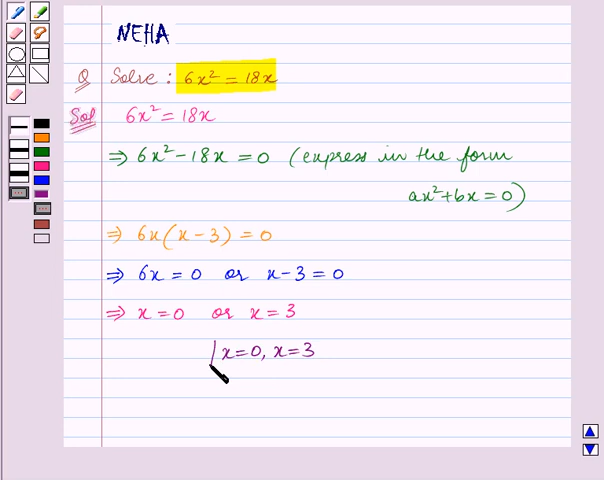 NEHA
Q Solve : 6x² = 18x
Sol 6x² = 18x
⇒ 6x² - 18x = 0 (express in the form
ax² + bx = 0)
⇒ 6x(x - 3) = 0
⇒ 6x = 0 or x - 3 = 0
⇒ x = 0 or x = 3
x = 0, x = 3